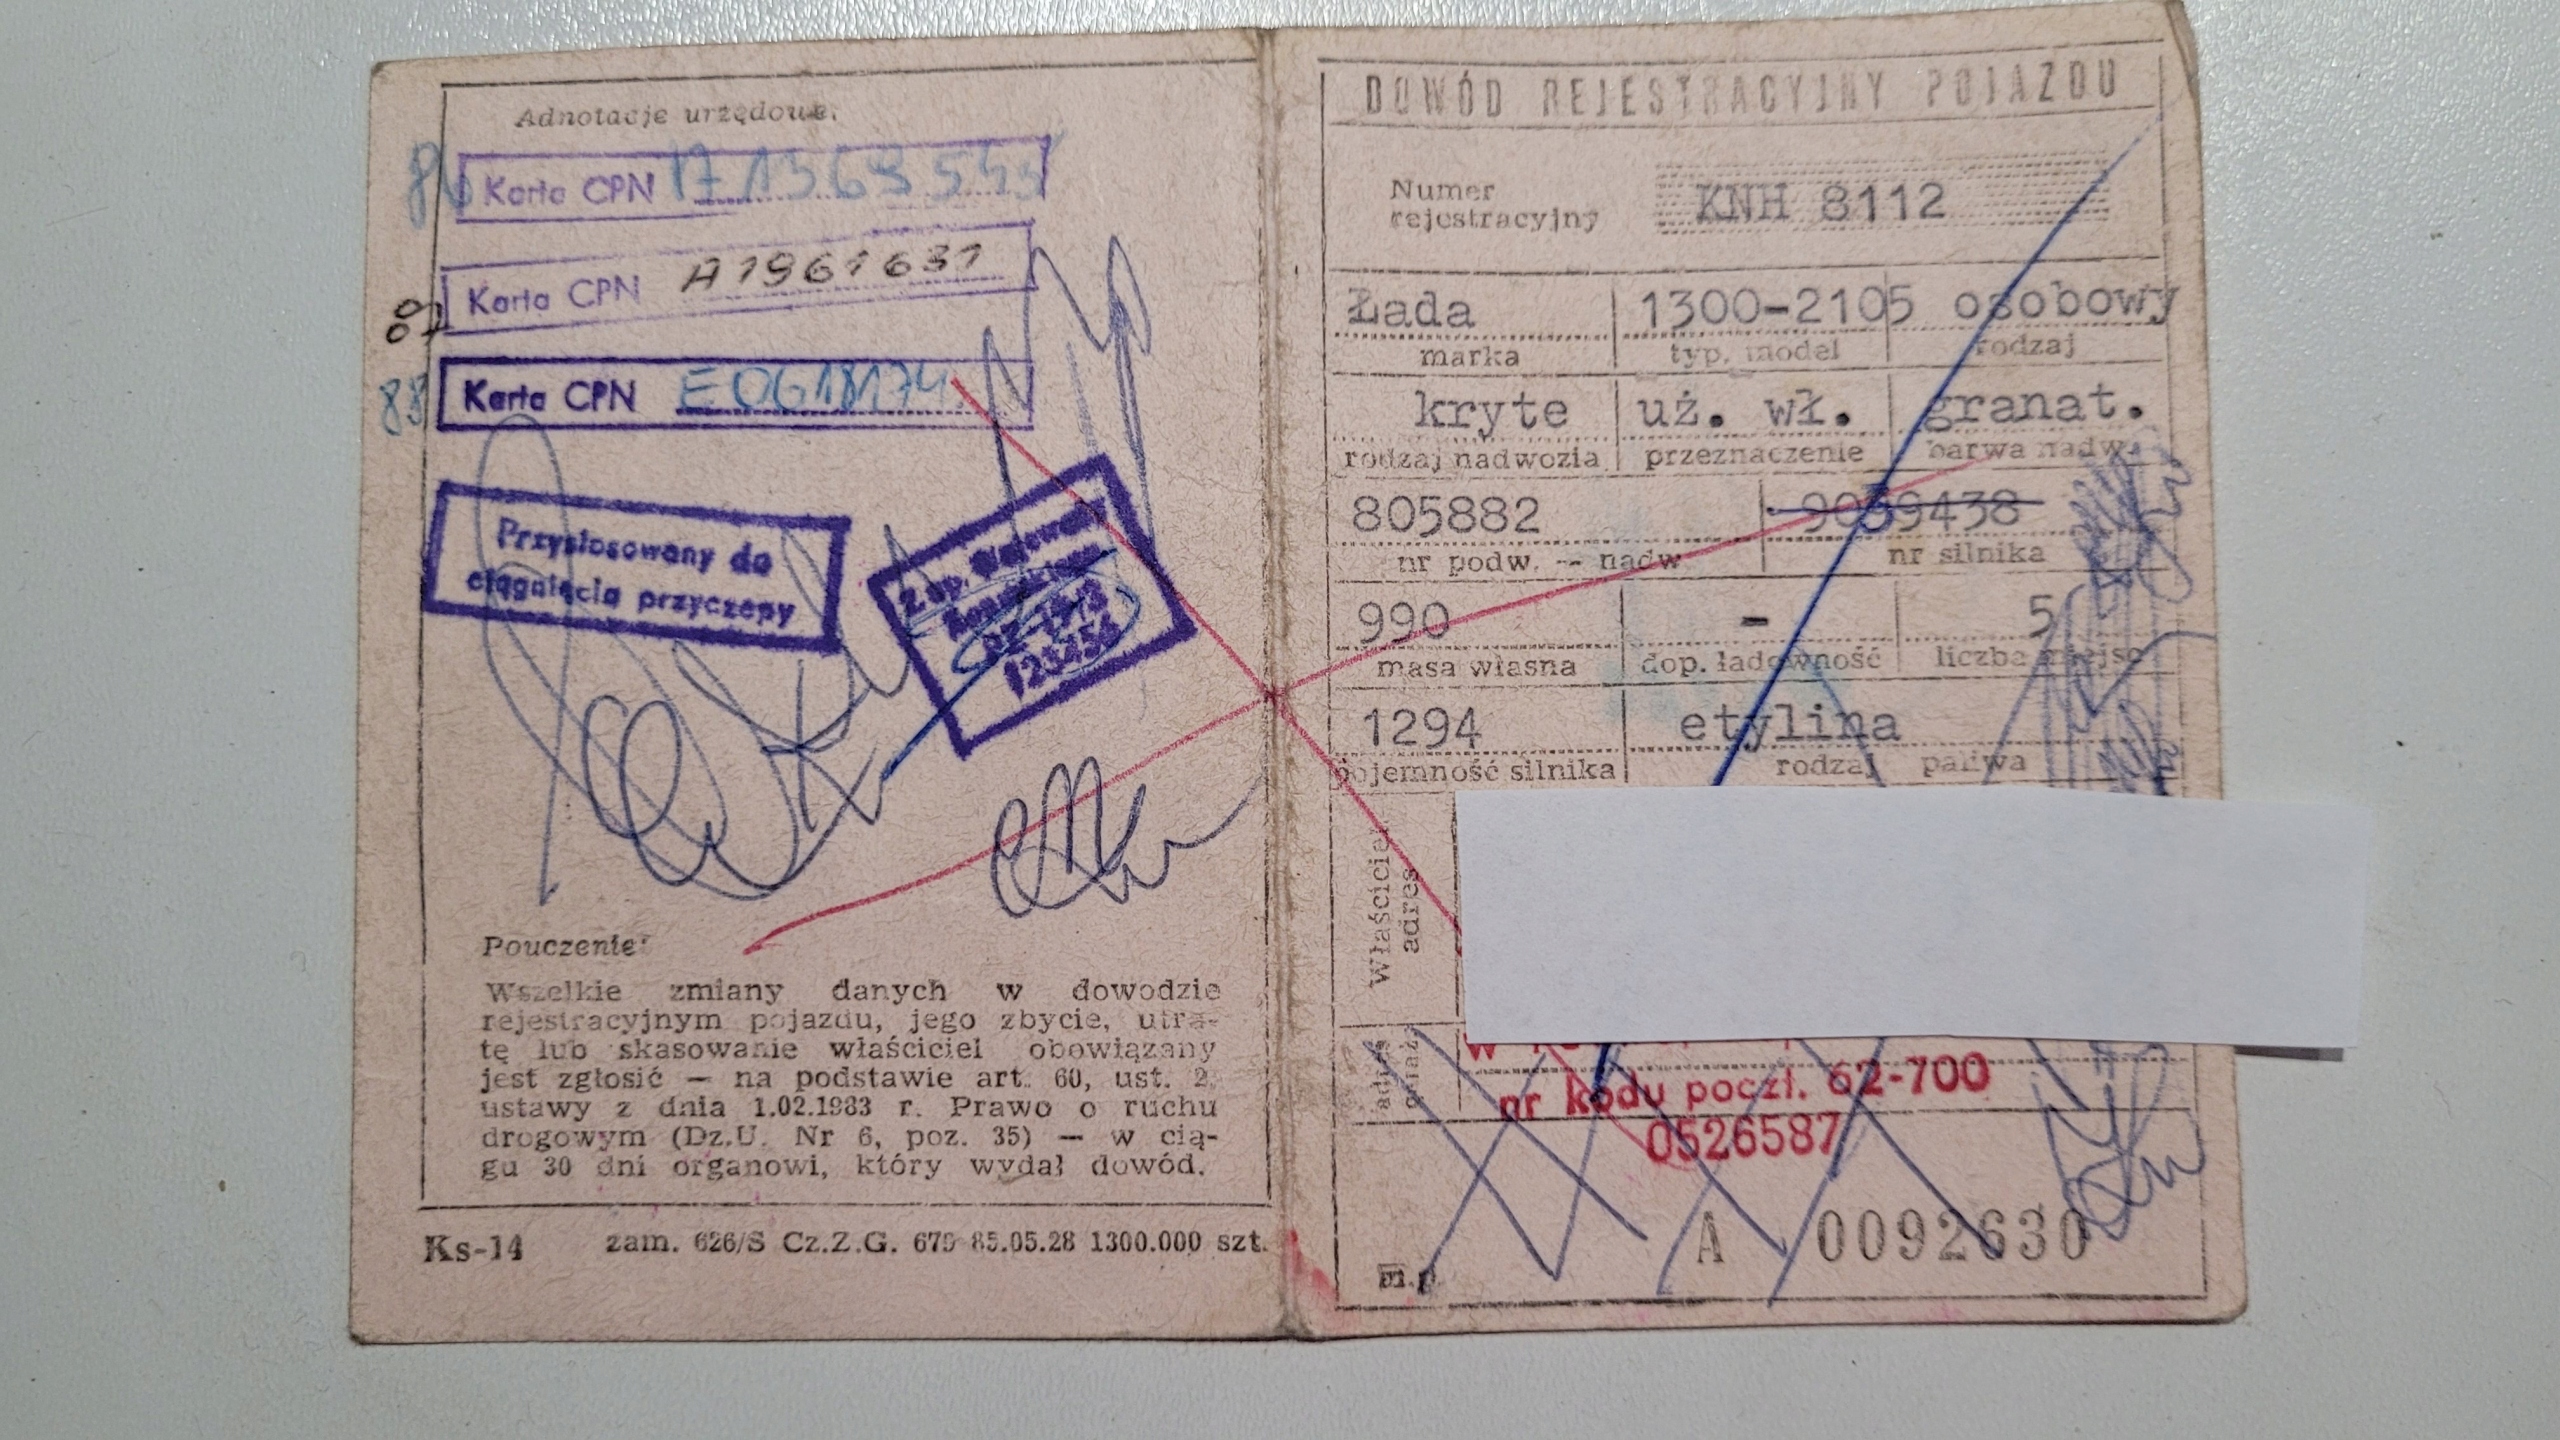 Adnotacje urzędowe:
86 Karta CPN
87 Karta CPN A1961631
88 Karta CPN E0618174
Przystosowany do
ciągnięcia przyczepy
123456
Pouczenie:
Wszelkie zmiany danych w dowodzie
rejestracyjnym pojazdu, jego zbycie, utra-
tę lub skasowanie właściciel obowiązany
jest zgłosić — na podstawie art. 60, ust. 2,
ustawy z dnia 1.02.1983 r. Prawo o ruchu
drogowym (Dz.U. Nr 6, poz. 35) — w cią-
gu 30 dni organowi, który wydał dowód.
Ks-14 zam. 626/S Cz.Z.G. 679 85.05.28 1300.000 szt.
DOWÓD REJESTRACYJNY POJAZDU
Numer
rejestracyjny KNH 8112
Łada 1300-2105 osobowy
marka typ. model rodzaj
kryte uż. wł. granat.
rodzaj nadwozia przeznaczenie barwa nadw.
805882 9039438
nr podw. -- nadw nr silnika
990 - 5
masa własna dop. ładowność liczba miejsc
1294 etylina
pojemność silnika rodzaj paliwa
Właściciel
adres
nr kodu poczt. 62-700
0526587
A 0092630
m.p.